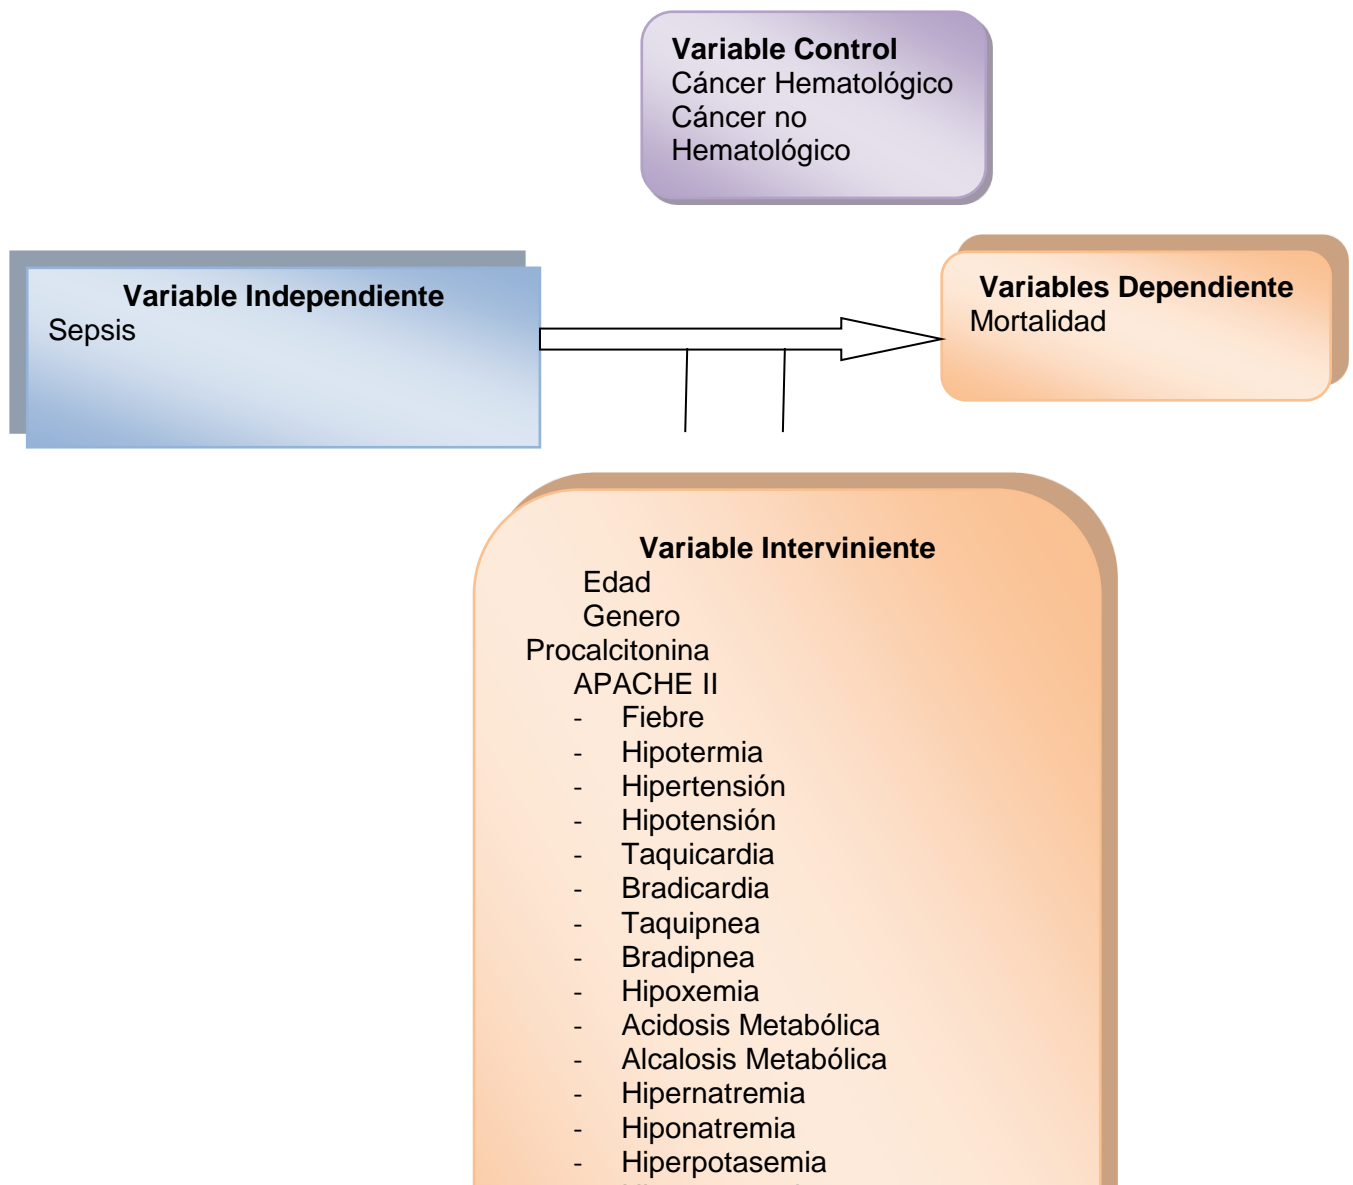 Variable Control
Cáncer Hematológico
Cáncer no
Hematológico
Variable Independiente
Sepsis
Variables Dependiente
Mortalidad
Variable Interviniente
Edad
Genero
Procalcitonina
APACHE II
- Fiebre
- Hipotermia
- Hipertensión
- Hipotensión
- Taquicardia
- Bradicardia
- Taquipnea
- Bradipnea
- Hipoxemia
- Acidosis Metabólica
- Alcalosis Metabólica
- Hipernatremia
- Hiponatremia
- Hiperpotasemia